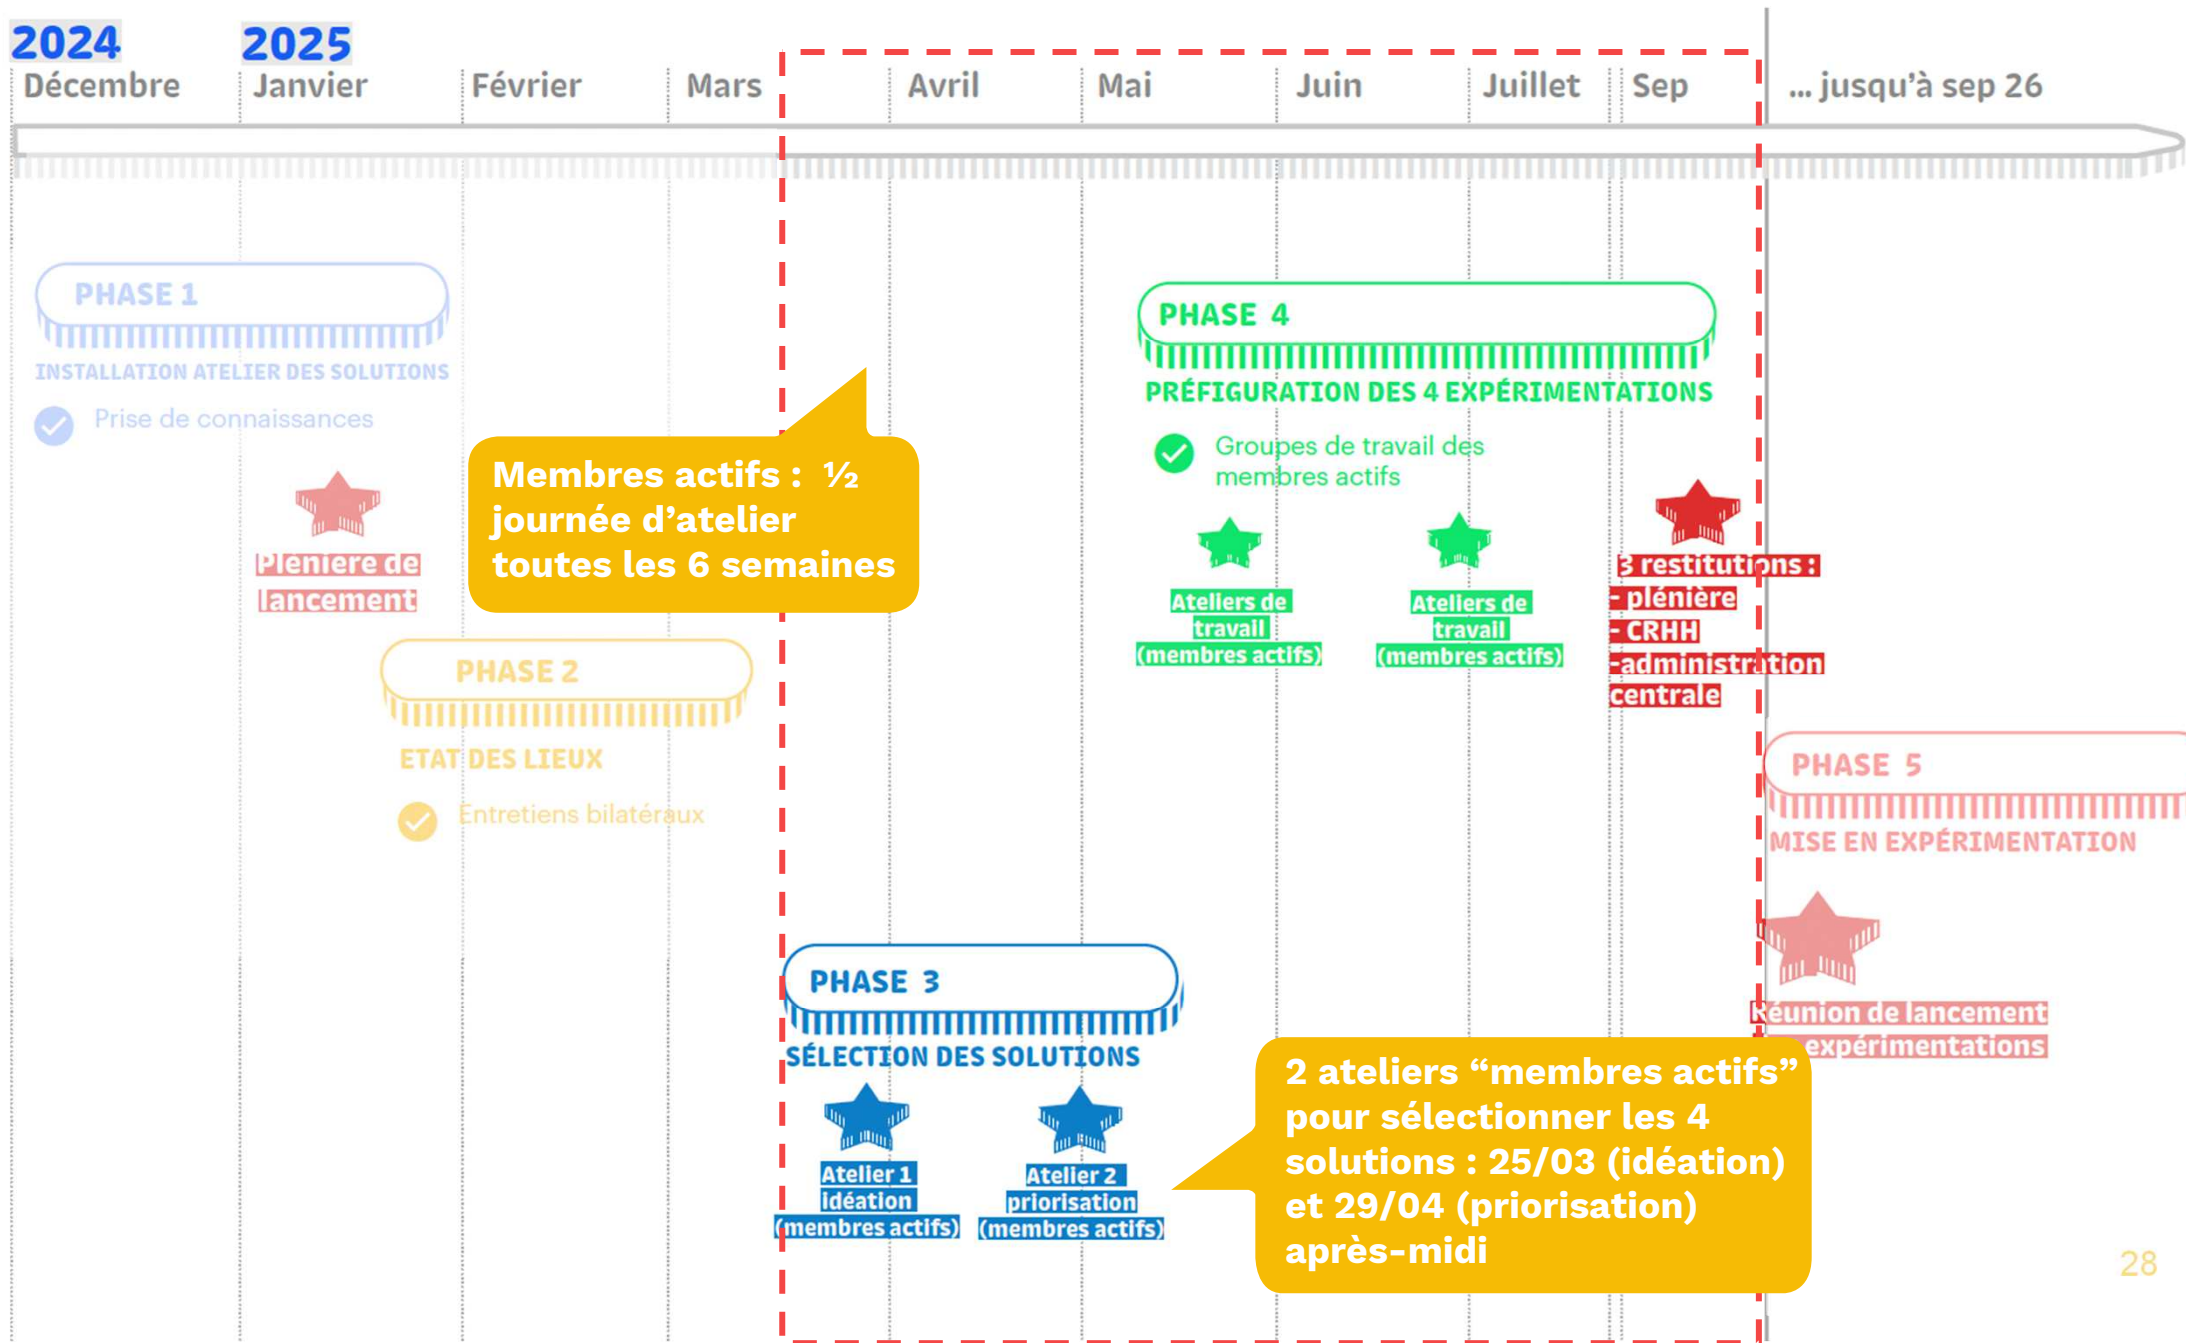 2024
2025
Décembre
Janvier
Février
Mars
Avril
Mai
Juin
Juillet
Sep
... jusqu'à sep 26
PHASE 1
INSTALLATION ATELIER DES SOLUTIONS
Prise de connaissances
Plénière de
lancement
Membres actifs : ½
journée d’atelier
toutes les 6 semaines
PHASE 2
ETAT DES LIEUX
Entretiens bilatéraux
PHASE 4
PRÉFIGURATION DES 4 EXPÉRIMENTATIONS
Groupes de travail des
membres actifs
Ateliers de
travail
(membres actifs)
Ateliers de
travail
(membres actifs)
3 restitutions :
- plénière
- CRHH
-administration
centrale
PHASE 5
MISE EN EXPÉRIMENTATION
Réunion de lancement
expérimentations
PHASE 3
SÉLECTION DES SOLUTIONS
Atelier 1
idéation
(membres actifs)
Atelier 2
priorisation
(membres actifs)
2 ateliers “membres actifs”
pour sélectionner les 4
solutions : 25/03 (idéation)
et 29/04 (priorisation)
après-midi
28